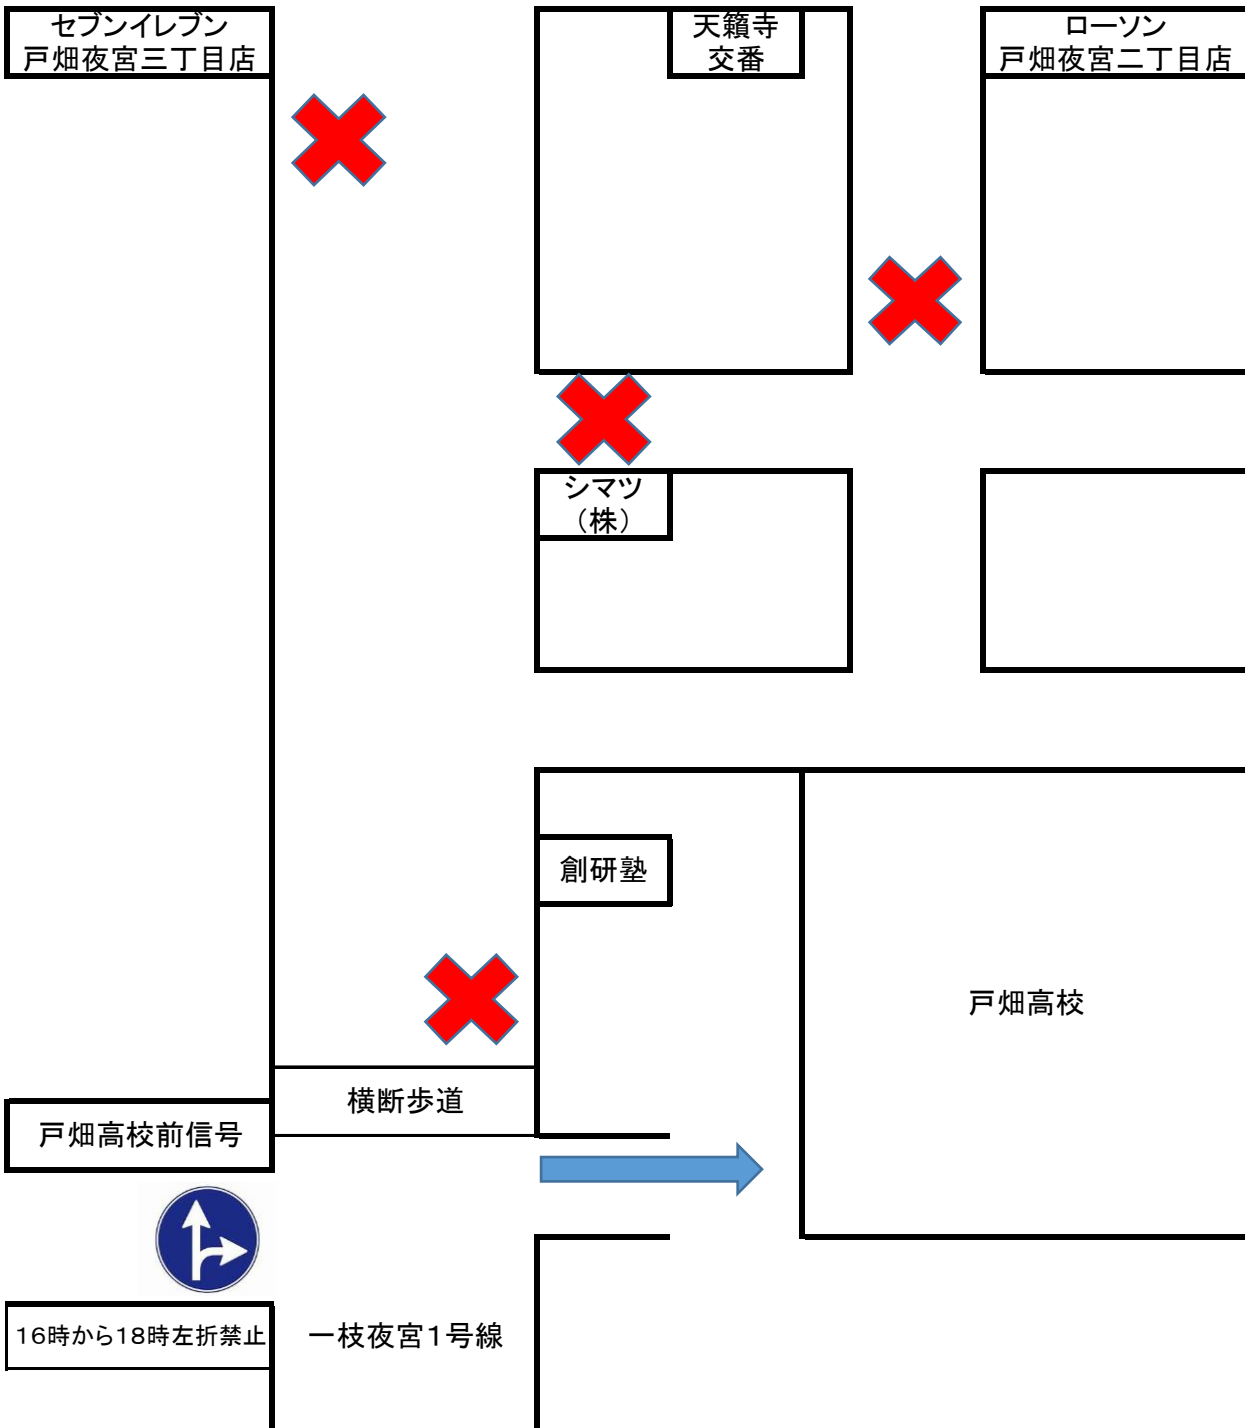 セブンイレブン
戸畑夜宮三丁目店
天籟寺
交番
ローソン
戸畑夜宮二丁目店
シマツ
（株）
創研塾
戸畑高校
横断歩道
戸畑高校前信号
16時から18時左折禁止
一枝夜宮1号線